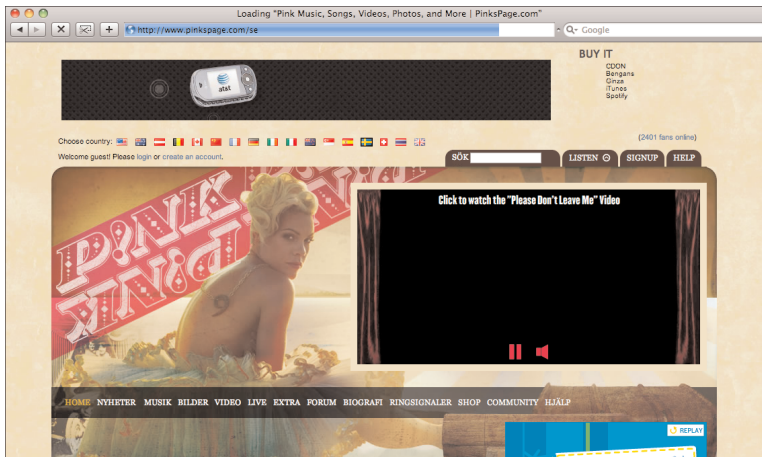 Loading "Pink Music, Songs, Videos, Photos, and More | PinksPage.com"
http://www.pinkspage.com/se
Google
BUY IT
CDON
Bengans
Ginza
iTunes
Spotify
at&t
Choose country:
(2401 fans online)
Welcome guest! Please login or create an account.
SÖK
LISTEN
SIGNUP
HELP
P!NK
P!NK
Click to watch the "Please Don't Leave Me" Video
HOME NYHETER MUSIK BILDER VIDEO LIVE EXTRA FORUM BIOGRAFI RINGSIGNALER SHOP COMMUNITY HJÄLP
REPLAY